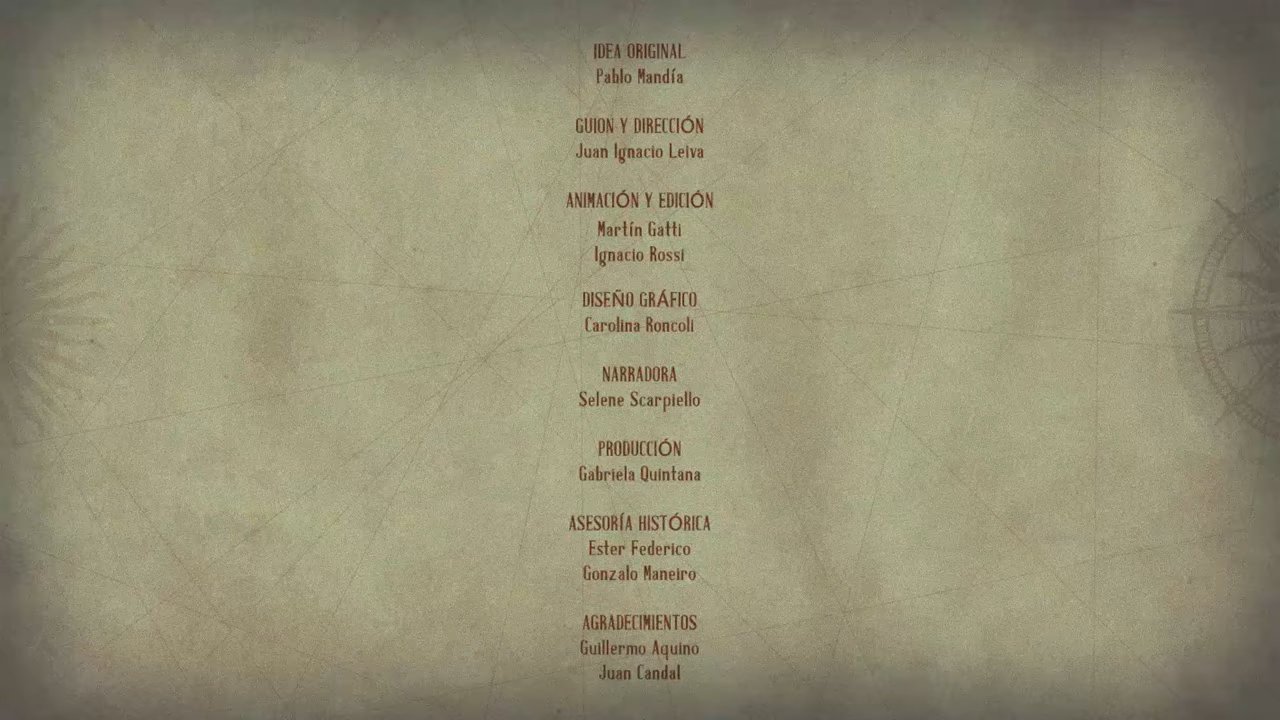 IDEA ORIGINAL
Pablo Mandía
GUION Y DIRECCIÓN
Juan Ignacio Leiva
ANIMACIÓN Y EDICIÓN
Martín Gatti
Ignacio Rossi
DISEÑO GRÁFICO
Carolina Roncoli
NARRADORA
Selene Scarpiello
PRODUCCIÓN
Gabriela Quintana
ASESORÍA HISTÓRICA
Ester Federico
Gonzalo Maneiro
AGRADECIMIENTOS
Guillermo Aquino
Juan Candal